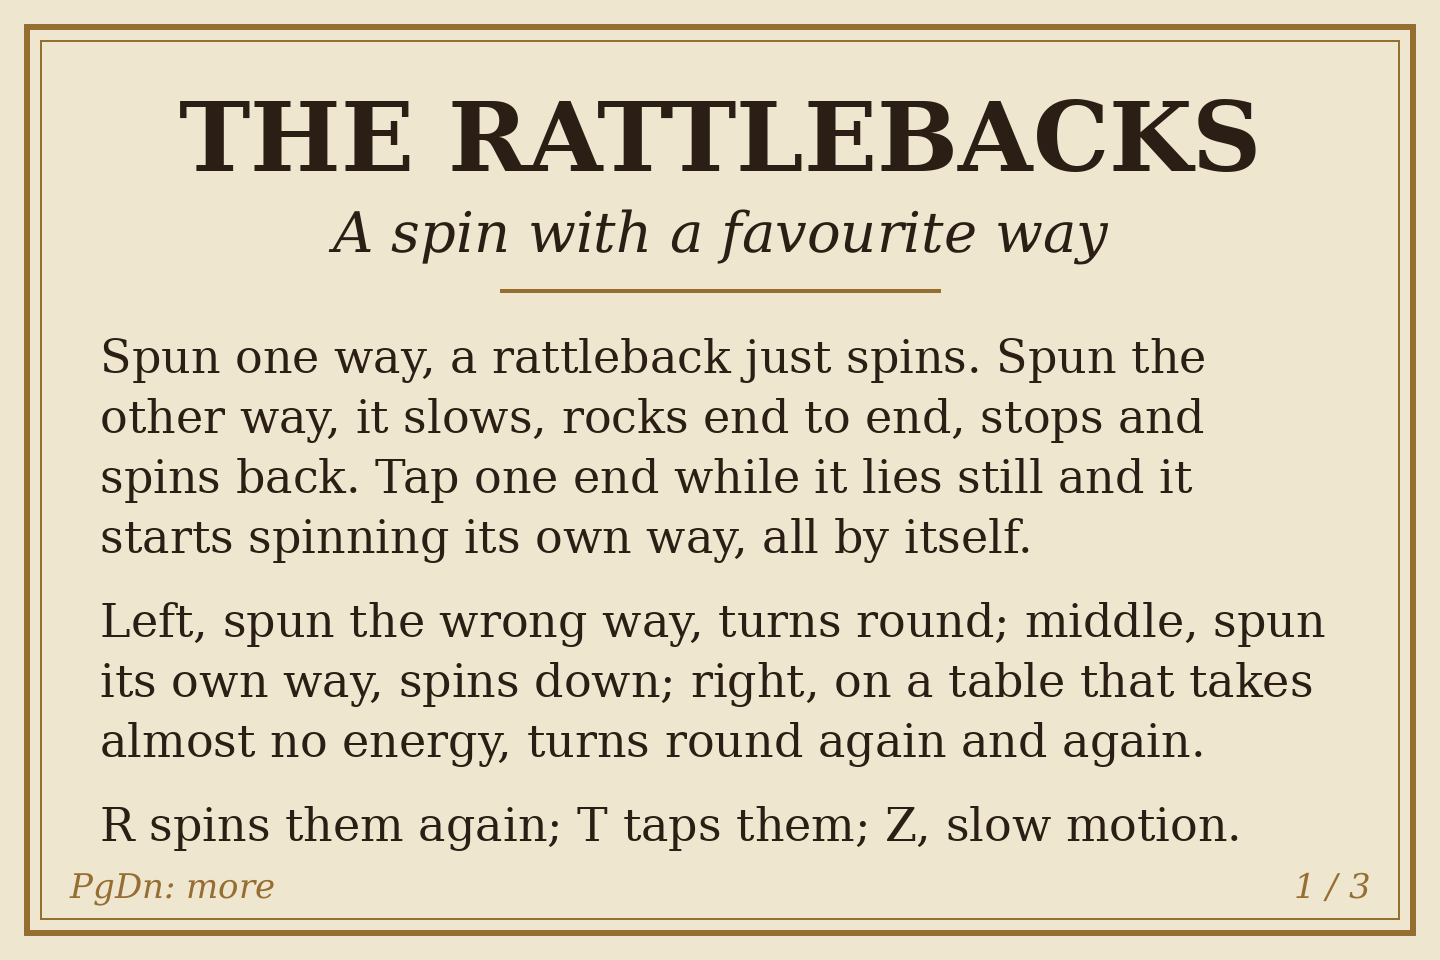 THE RATTLEBACKS
A spin with a favourite way
Spun one way, a rattleback just spins. Spun the
other way, it slows, rocks end to end, stops and
spins back. Tap one end while it lies still and it
starts spinning its own way, all by itself.
Left, spun the wrong way, turns round; middle, spun
its own way, spins down; right, on a table that takes
almost no energy, turns round again and again.
R spins them again; T taps them; Z, slow motion.
PgDn: more
1 / 3